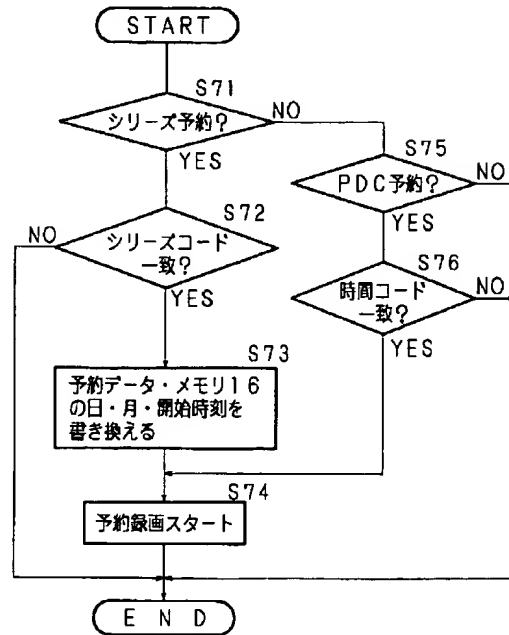 START
S71
シリーズ予約?
NO
YES
S75
PDC予約?
NO
YES
S72
NO
シリーズコード
一致?
YES
S76
時間コード
一致?
NO
YES
S73
予約データ・メモリ16
の日・月・開始時刻を
書き換える
S74
予約録画スタート
END